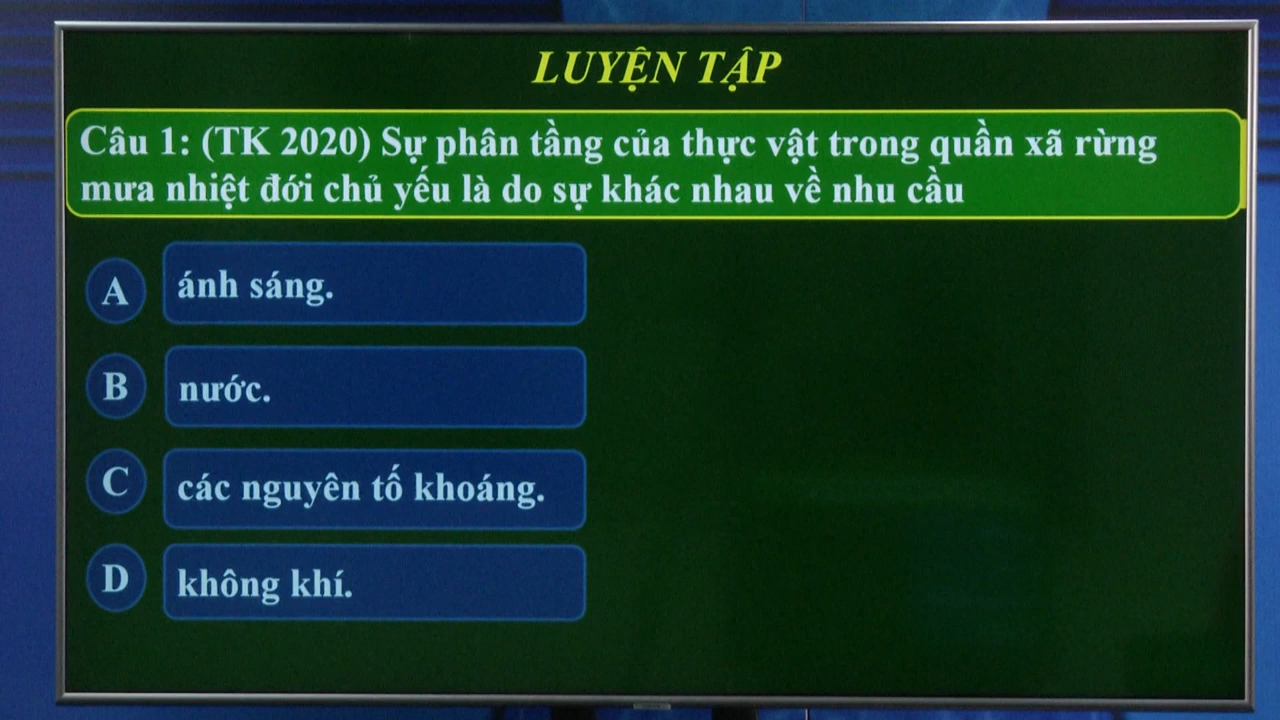 LUYỆN TẬP
Câu 1: (TK 2020) Sự phân tầng của thực vật trong quần xã rừng
mưa nhiệt đới chủ yếu là do sự khác nhau về nhu cầu
A ánh sáng.
B nước.
C các nguyên tố khoáng.
D không khí.